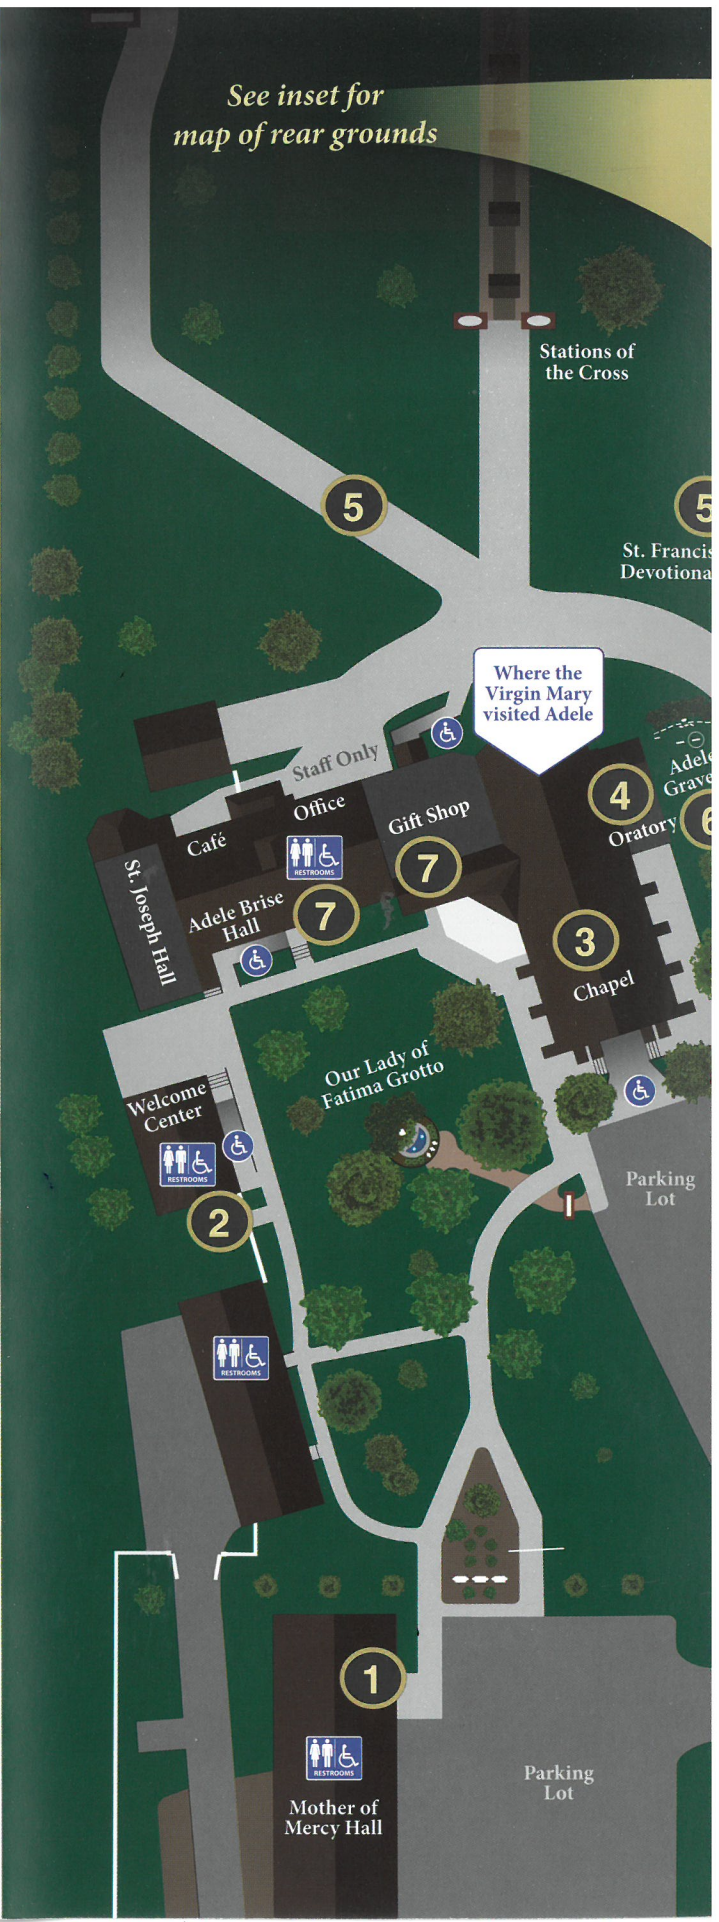 See inset for
map of rear grounds
Stations of
the Cross
5
5
St. Francis
Devotiona
Where the
Virgin Mary
visited Adele
Staff Only
Adele
Grave
4
Oratory
6
Office
Gift Shop
7
Café
RESTROOMS
St. Joseph Hall
Adele Brise
Hall
7
3
Chapel
Our Lady of
Fatima Grotto
Welcome
Center
RESTROOMS
2
Parking
Lot
RESTROOMS
1
RESTROOMS
Mother of
Mercy Hall
Parking
Lot